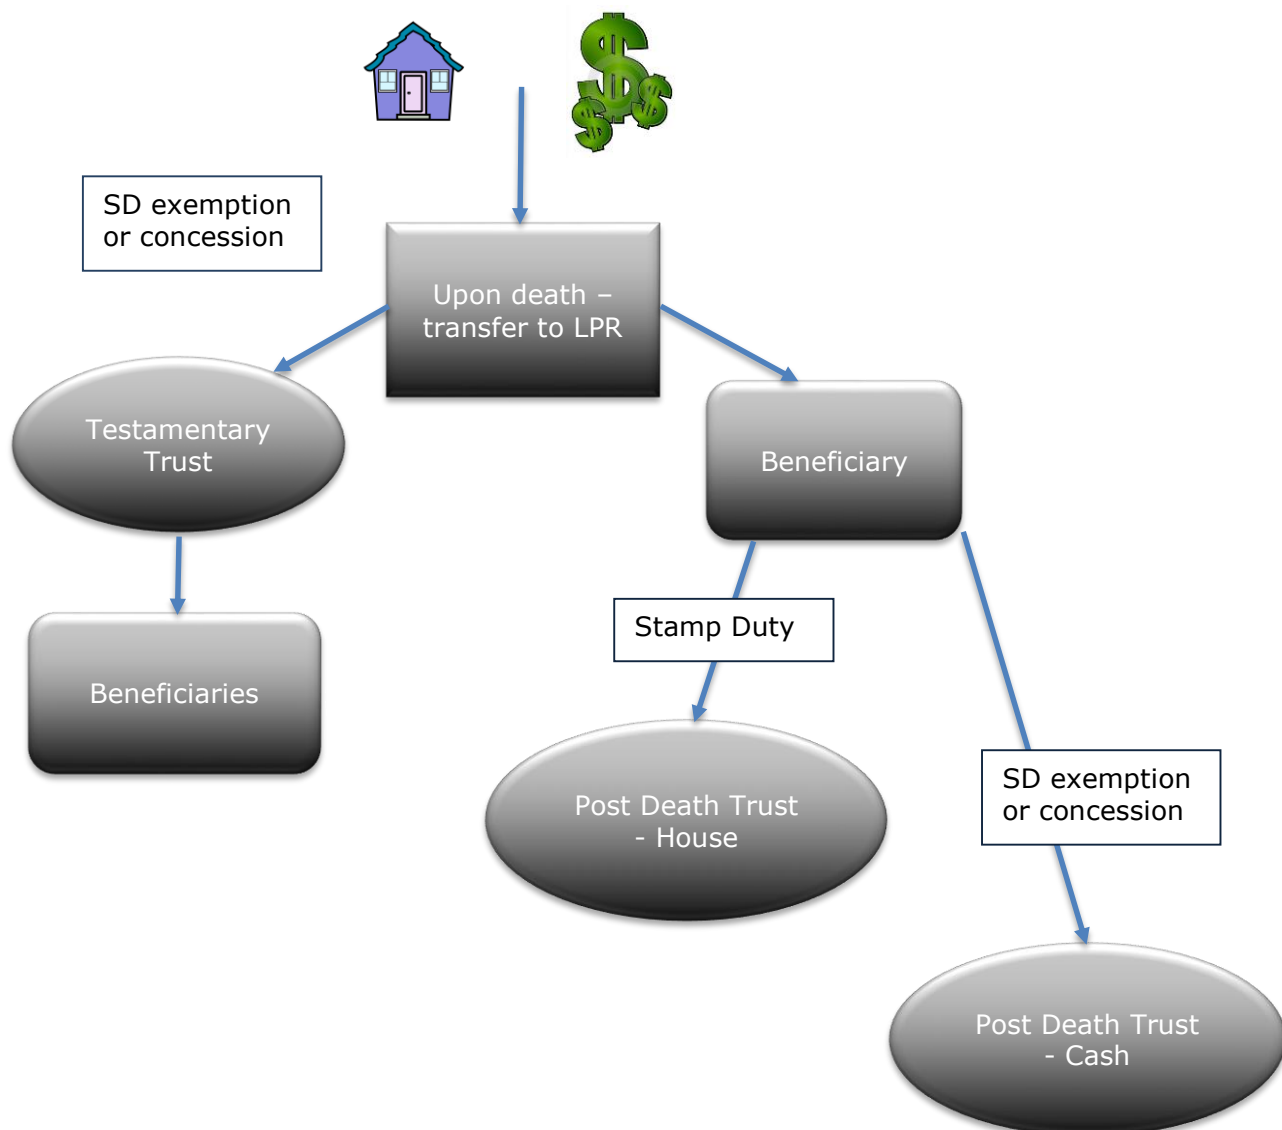 SD exemption
or concession
Upon death –
transfer to LPR
Testamentary
Trust
Beneficiary
Beneficiaries
Stamp Duty
Post Death Trust
- House
SD exemption
or concession
Post Death Trust
- Cash